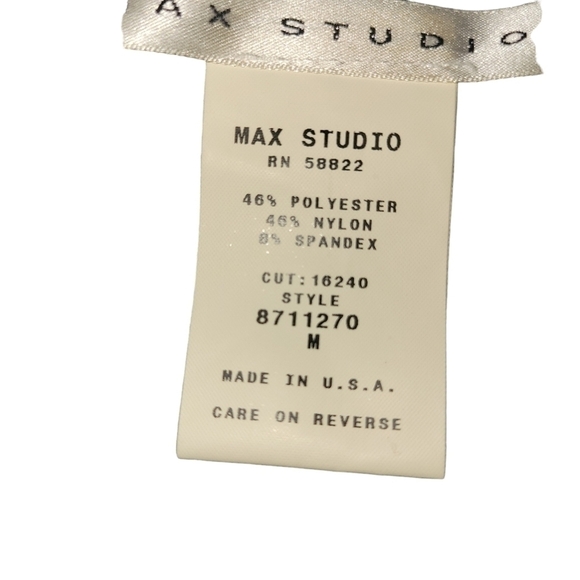 AX STUDIO
MAX STUDIO
RN 58822
46% POLYESTER
46% NYLON
8% SPANDEX
CUT:16240
STYLE
8711270
M
MADE IN U.S.A.
CARE ON REVERSE